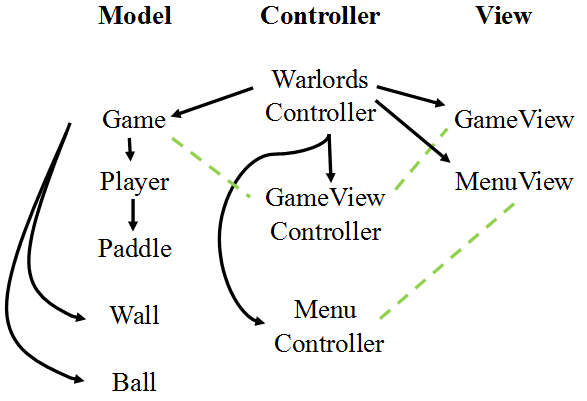 Model Controller View
Warlords
Controller
Game
GameView
Player
MenuView
GameView
Controller
Paddle
Wall
Menu
Controller
Ball